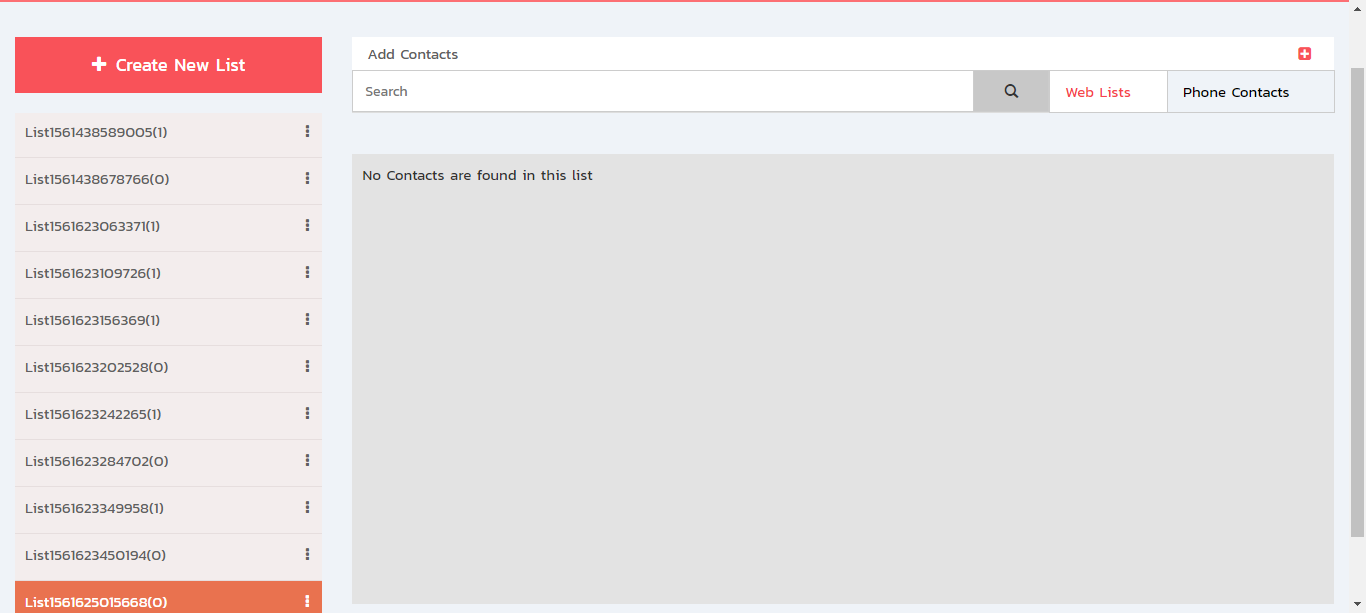 Create New List
List1561438589005(1)
List1561438678766(0)
List1561623063371(1)
List1561623109726(1)
List1561623156369(1)
List1561623202528(0)
List1561623242265(1)
List1561623284702(0)
List1561623349958(1)
List1561623450194(0)
List1561625015668(0)
Add Contacts
Search
Web Lists
Phone Contacts
No Contacts are found in this list